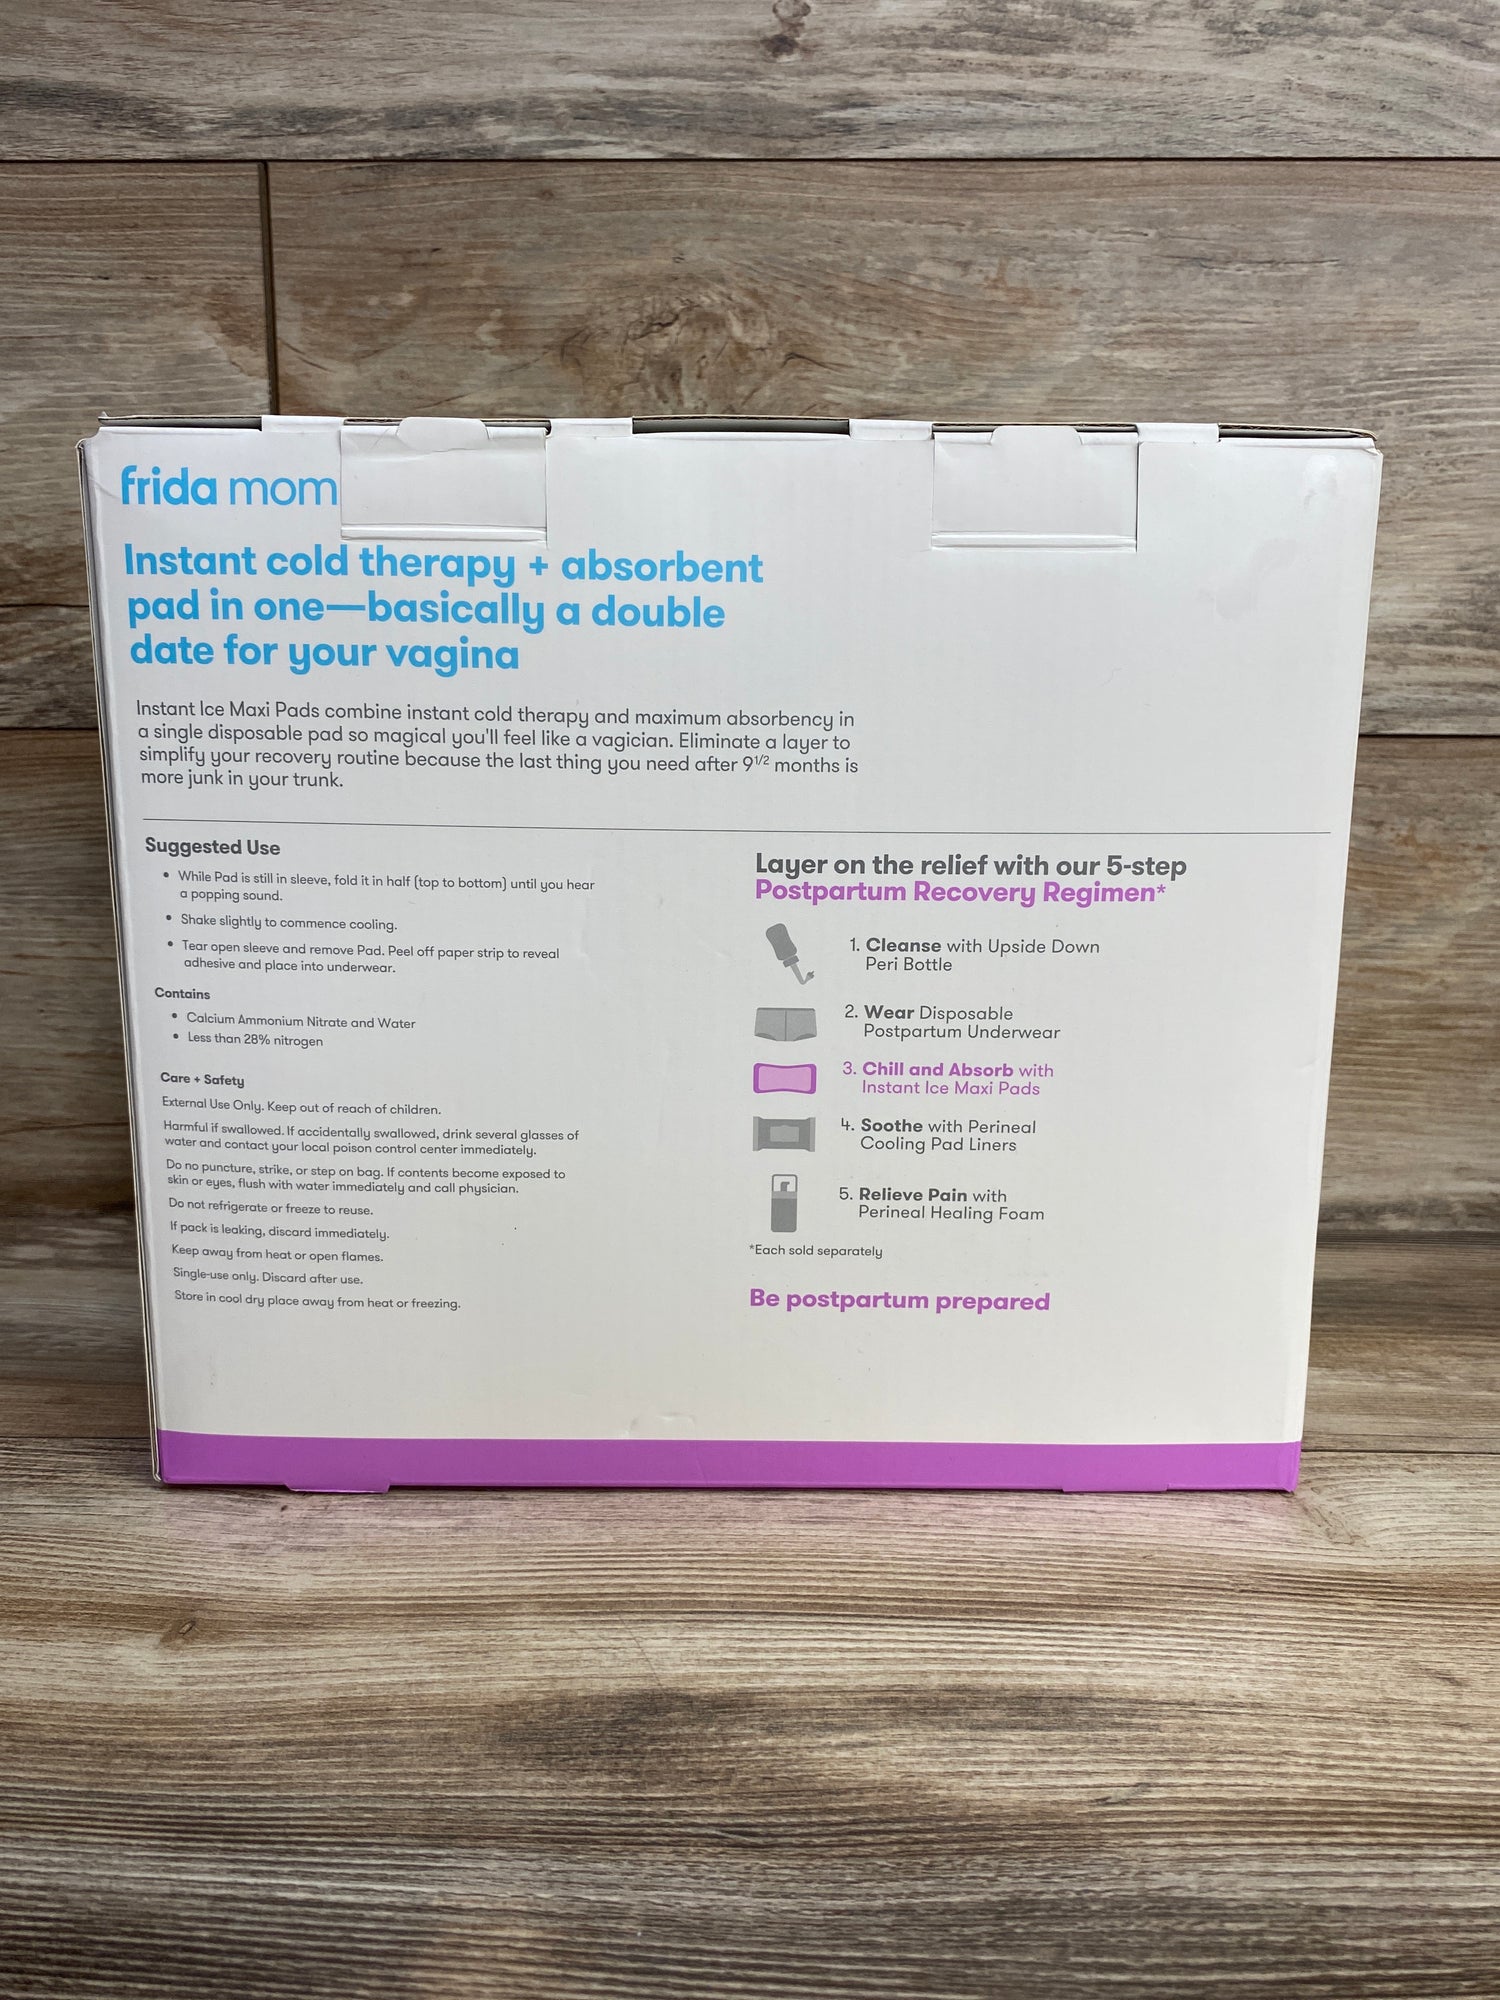 frida mom
Instant cold therapy + absorbent
pad in one—basically a double
date for your vagina
Instant Ice Maxi Pads combine instant cold therapy and maximum absorbency in
a single disposable pad so magical you'll feel like a vagician. Eliminate a layer to
simplify your recovery routine because the last thing you need after 9 1/2 months is
more junk in your trunk.
Suggested Use
• While Pad is still in sleeve, fold it in half (top to bottom) until you hear
a popping sound.
• Shake slightly to commence cooling.
• Tear open sleeve and remove Pad. Peel off paper strip to reveal
adhesive and place into underwear.
Contains
• Calcium Ammonium Nitrate and Water
• Less than 28% nitrogen
Care + Safety
External Use Only. Keep out of reach of children.
Harmful if swallowed. If accidentally swallowed, drink several glasses of
water and contact your local poison control center immediately.
Do no puncture, strike, or step on bag. If contents become exposed to
skin or eyes, flush with water immediately and call physician.
Do not refrigerate or freeze to reuse.
If pack is leaking, discard immediately.
Keep away from heat or open flames.
Single-use only. Discard after use.
Store in cool dry place away from heat or freezing.
Layer on the relief with our 5-step
Postpartum Recovery Regimen*
1. Cleanse with Upside Down
Peri Bottle
2. Wear Disposable
Postpartum Underwear
3. Chill and Absorb with
Instant Ice Maxi Pads
4. Soothe with Perineal
Cooling Pad Liners
5. Relieve Pain with
Perineal Healing Foam
*Each sold separately
Be postpartum prepared